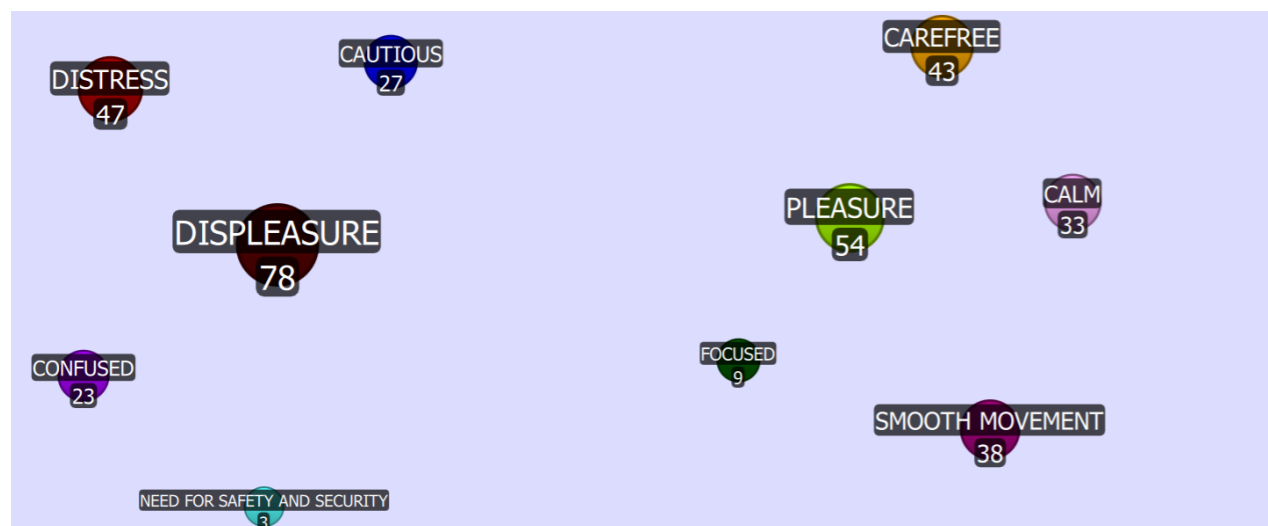 DISTRESS
47
CAUTIOUS
27
CAREFREE
43
DISPLEASURE
78
PLEASURE
54
CALM
33
CONFUSED
23
FOCUSED
9
SMOOTH MOVEMENT
38
NEED FOR SAFETY AND SECURITY
3